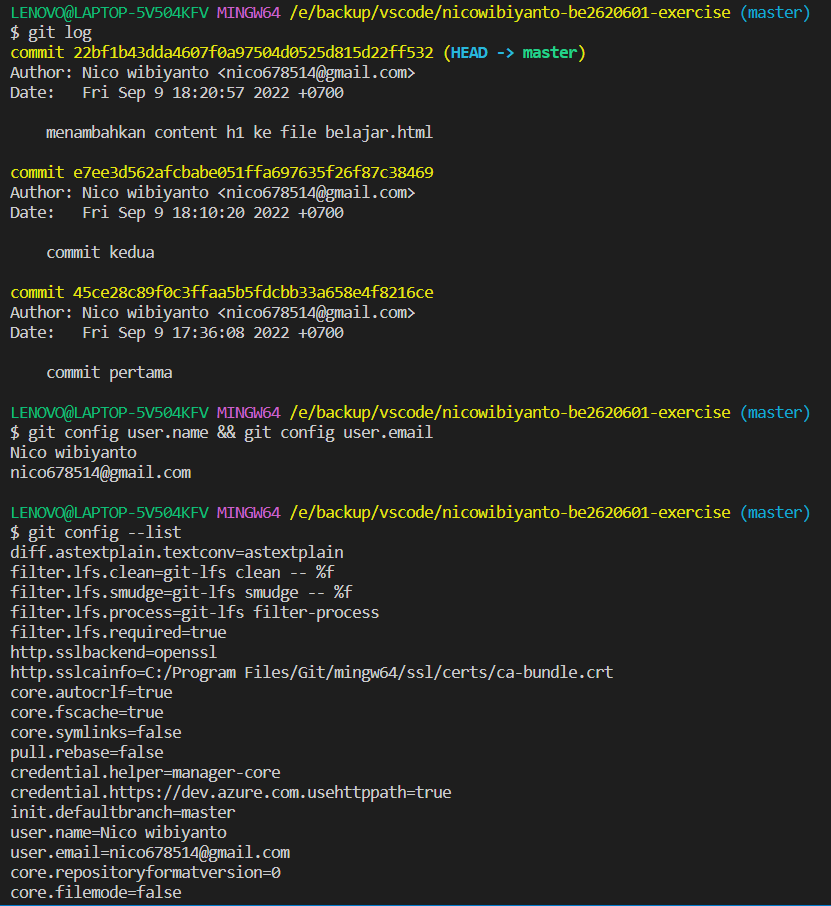 LENOVO@LAPTOP-5V504KFV MINGW64 /e/backup/vscode/nicowibiyanto-be2620601-exercise (master)
$ git log
commit 22bf1b43dda4607f0a97504d0525d815d22ff532 (HEAD -> master)
Author: Nico wibiyanto <nico678514@gmail.com>
Date:   Fri Sep 9 18:20:57 2022 +0700

    menambahkan content h1 ke file belajar.html

commit e7ee3d562afcbabe051ffa697635f26f87c38469
Author: Nico wibiyanto <nico678514@gmail.com>
Date:   Fri Sep 9 18:10:20 2022 +0700

    commit kedua

commit 45ce28c89f0c3ffaa5b5fdcbb33a658e4f8216ce
Author: Nico wibiyanto <nico678514@gmail.com>
Date:   Fri Sep 9 17:36:08 2022 +0700

    commit pertama

LENOVO@LAPTOP-5V504KFV MINGW64 /e/backup/vscode/nicowibiyanto-be2620601-exercise (master)
$ git config user.name && git config user.email
Nico wibiyanto
nico678514@gmail.com

LENOVO@LAPTOP-5V504KFV MINGW64 /e/backup/vscode/nicowibiyanto-be2620601-exercise (master)
$ git config --list
diff.astextplain.textconv=astextplain
filter.lfs.clean=git-lfs clean -- %f
filter.lfs.smudge=git-lfs smudge -- %f
filter.lfs.process=git-lfs filter-process
filter.lfs.required=true
http.sslbackend=openssl
http.sslcainfo=C:/Program Files/Git/mingw64/ssl/certs/ca-bundle.crt
core.autocrlf=true
core.fscache=true
core.symlinks=false
pull.rebase=false
credential.helper=manager-core
credential.https://dev.azure.com.usehttppath=true
init.defaultbranch=master
user.name=Nico wibiyanto
user.email=nico678514@gmail.com
core.repositoryformatversion=0
core.filemode=false